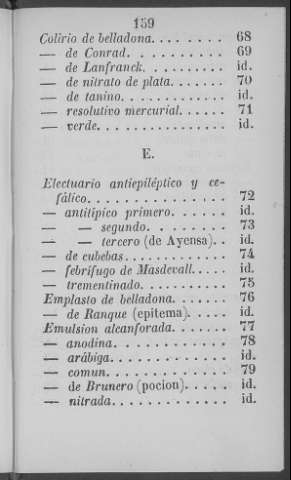 159
Colirio de belladona. . . . . . . . 68
— de Conrad. . . . . . . . . . 69
— de Lanfranck. . . . . . . . . id.
— de nitrato de plata. . . . . . . 70
— de tanino. . . . . . . . . . . id.
— resolutivo mercurial. . . . . . 71
— verde. . . . . . . . . . . . . id.
E.
Electuario antiepiléptico y ce-
fálico. . . . . . . . . . . . . . 72
— antitípico primero. . . . . . . id.
— — segundo. . . . . . . . 73
— — tercero (de Ayensa). . id.
— de cubebas. . . . . . . . . . . 74
— febrífugo de Masdevall. . . . . id.
— trementinado. . . . . . . . . . 75
Emplasto de belladona. . . . . . . 76
— de Ranque (epitema). . . . . . id.
Emulsion alcanforada. . . . . . . 77
— anodina. . . . . . . . . . . . 78
— arábiga. . . . . . . . . . . . id.
— comun. . . . . . . . . . . . . 79
— de Brunero (pocion). . . . . . id.
— nitrada. . . . . . . . . . . . id.